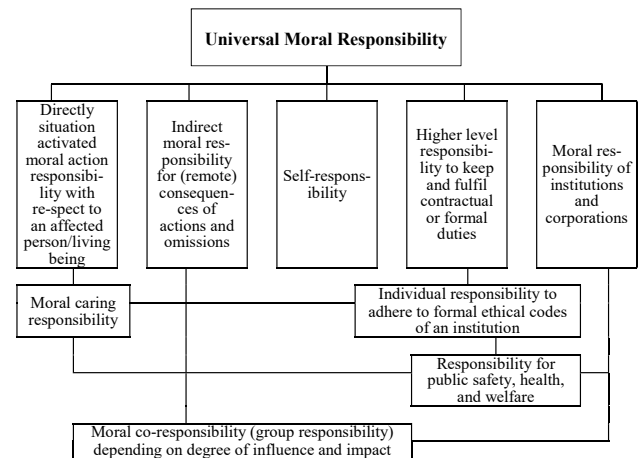 Universal Moral Responsibility
Directly
situation
activated
moral action
responsi-
bility with
re-spect to
an affected
person/living
being
Indirect
moral res-
ponsibility
for (remote)
consequen-
ces of
actions and
omissions
Self-respons-
ibility
Higher level
responsibi-
lity to keep
and fulfil
contractual
or formal
duties
Moral res-
ponsibility of
institutions
and
corporations
Moral caring
responsibility
Individual responsibility to
adhere to formal ethical codes
of an institution
Responsibility for
public safety, health,
and welfare
Moral co-responsibility (group responsibility)
depending on degree of influence and impact